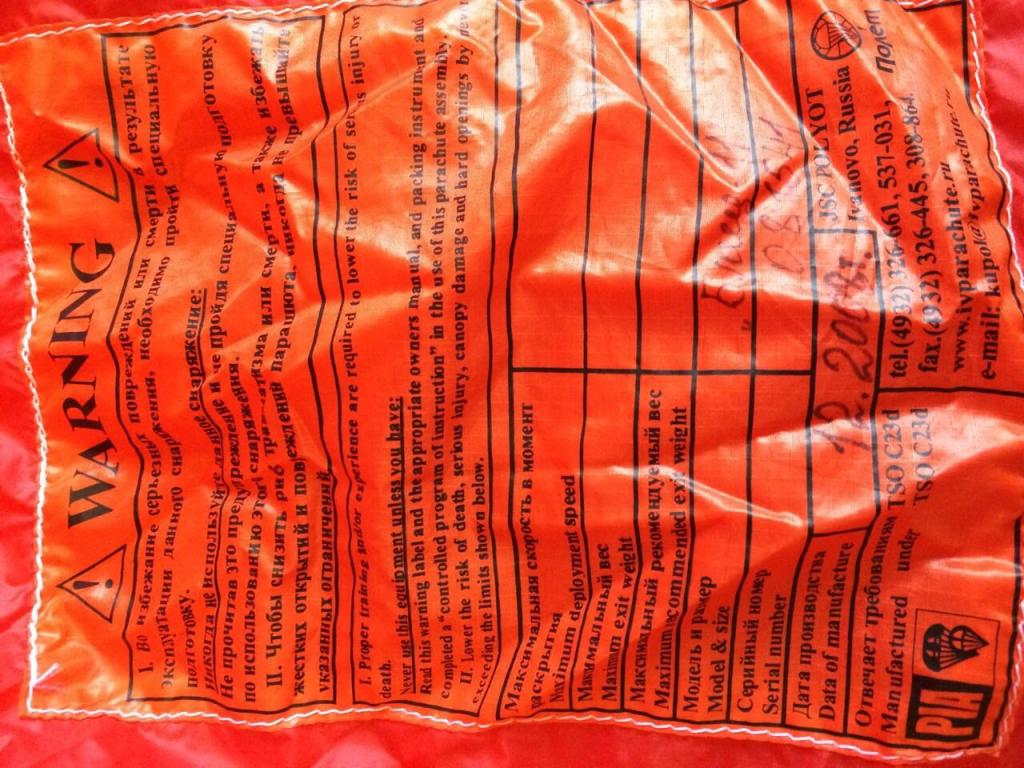 WARNING
I. Во избежание серьезных повреждений или смерти в результате
эксплуатации данного снаряжения, необходимо пройти специальную
подготовку.
Никогда не используйте данное снаряжение:
Не прочитав это предупреждение и не пройдя специальную подготовку
по использованию этого снаряжения.
II. Чтобы снизить риск травматизма или смерти, а также избежать
жестких открытий и повреждений парашюта, никогда не превышайте
указанных ограничений.
I. Proper training and/or experience are required to lower the risk of serious injury or
death.
Never use this equipment unless you have:
Read this warning label and the appropriate owners manual, and packing instrument and
completed a "controlled program of instruction" in the use of this parachute assembly.
II. Lower the risk of death, serious injury, canopy damage and hard openings by never
exceeding the limits shown below.
Максимальная скорость в момент
раскрытия
Maximum deployment speed
Максимальный вес
Maximum exit weight
Максимальный рекомендуемый вес
Maximum recommended exit weight
Модель и размер
Model & size
Серийный номер
Serial number
Дата производства
Data of manufacture
12. 200
Отвечает требованиям TSO C23d
Manufactured under TSO C23d
PIA
JSC POLYOT
Ivanovo, Russia
Полёт
tel.(4932) 326-661, 537-031,
fax.(4932) 326-445, 308-864.
www.ivparachute.ru
e-mail: kupol@ivparachute.ru